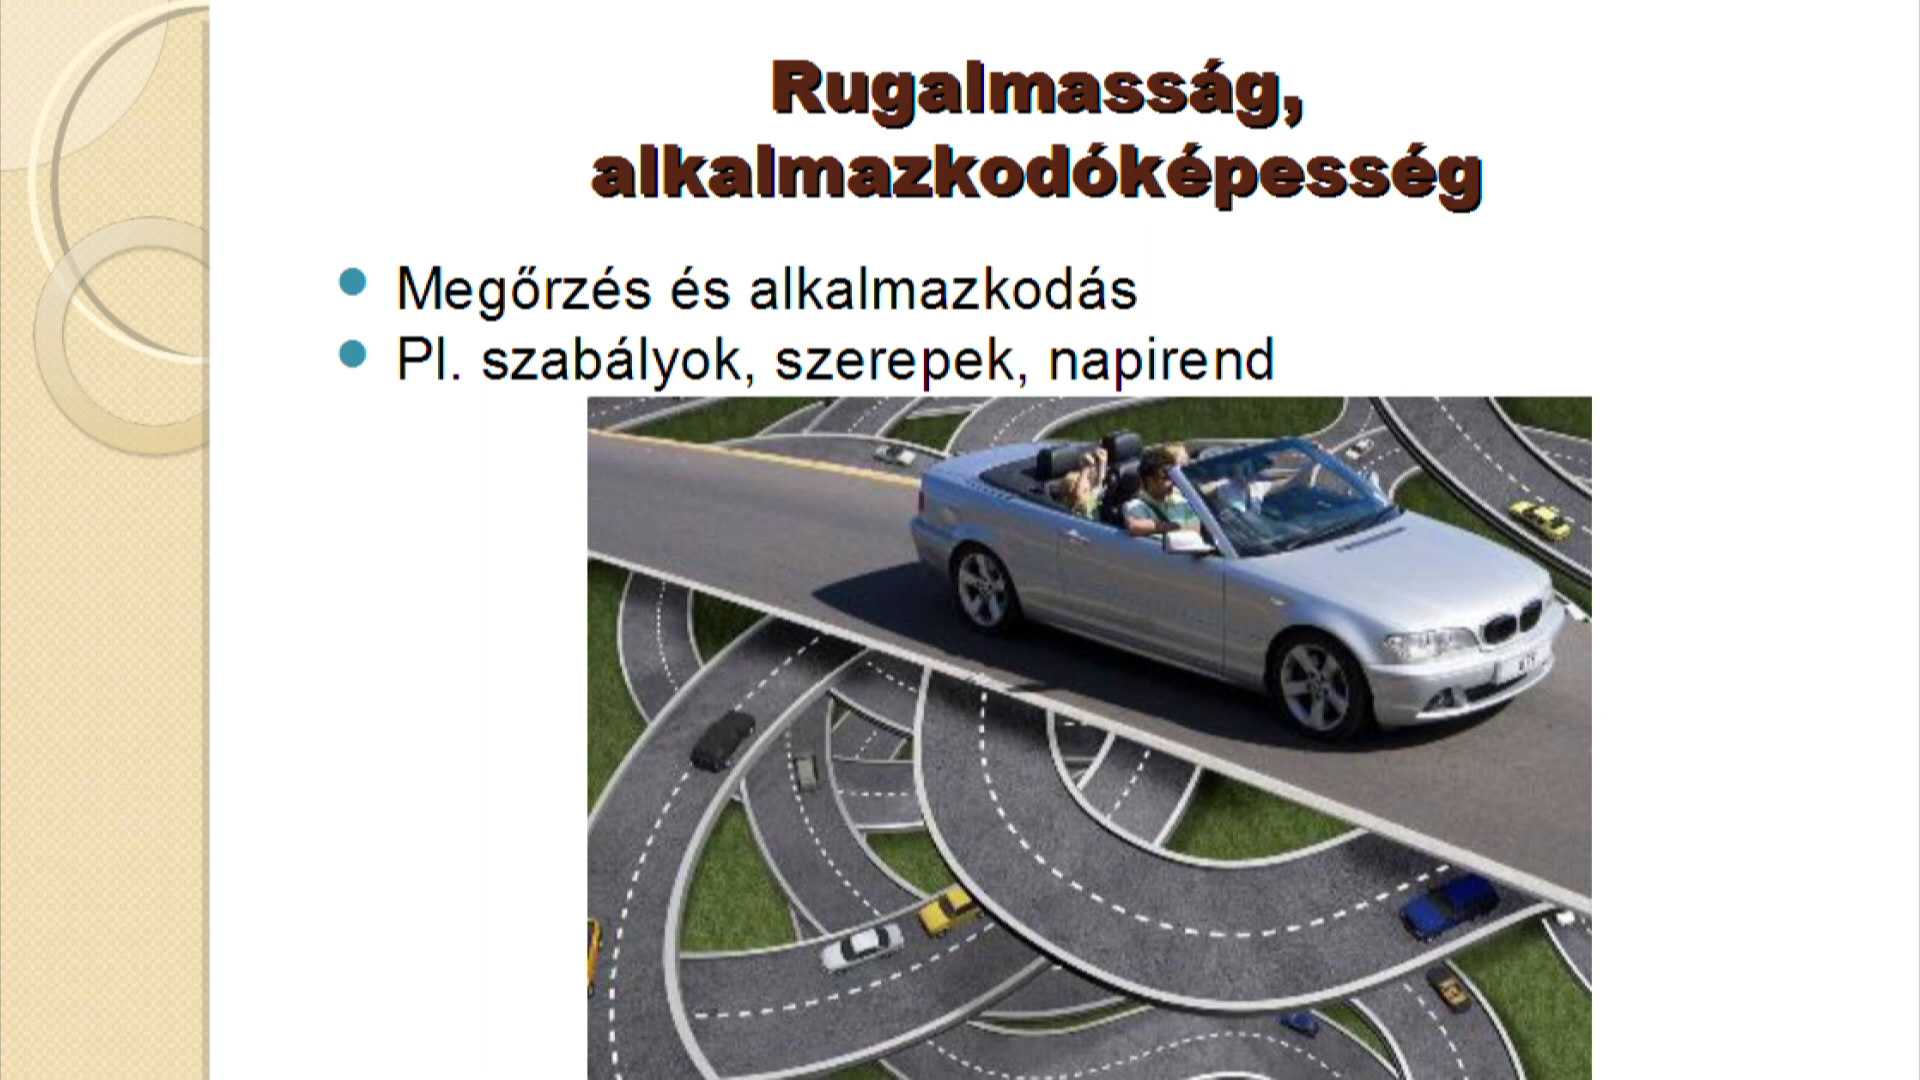 Rugalmasság,
alkalmazkodóképesség
Megőrzés és alkalmazkodás
Pl. szabályok, szerepek, napirend